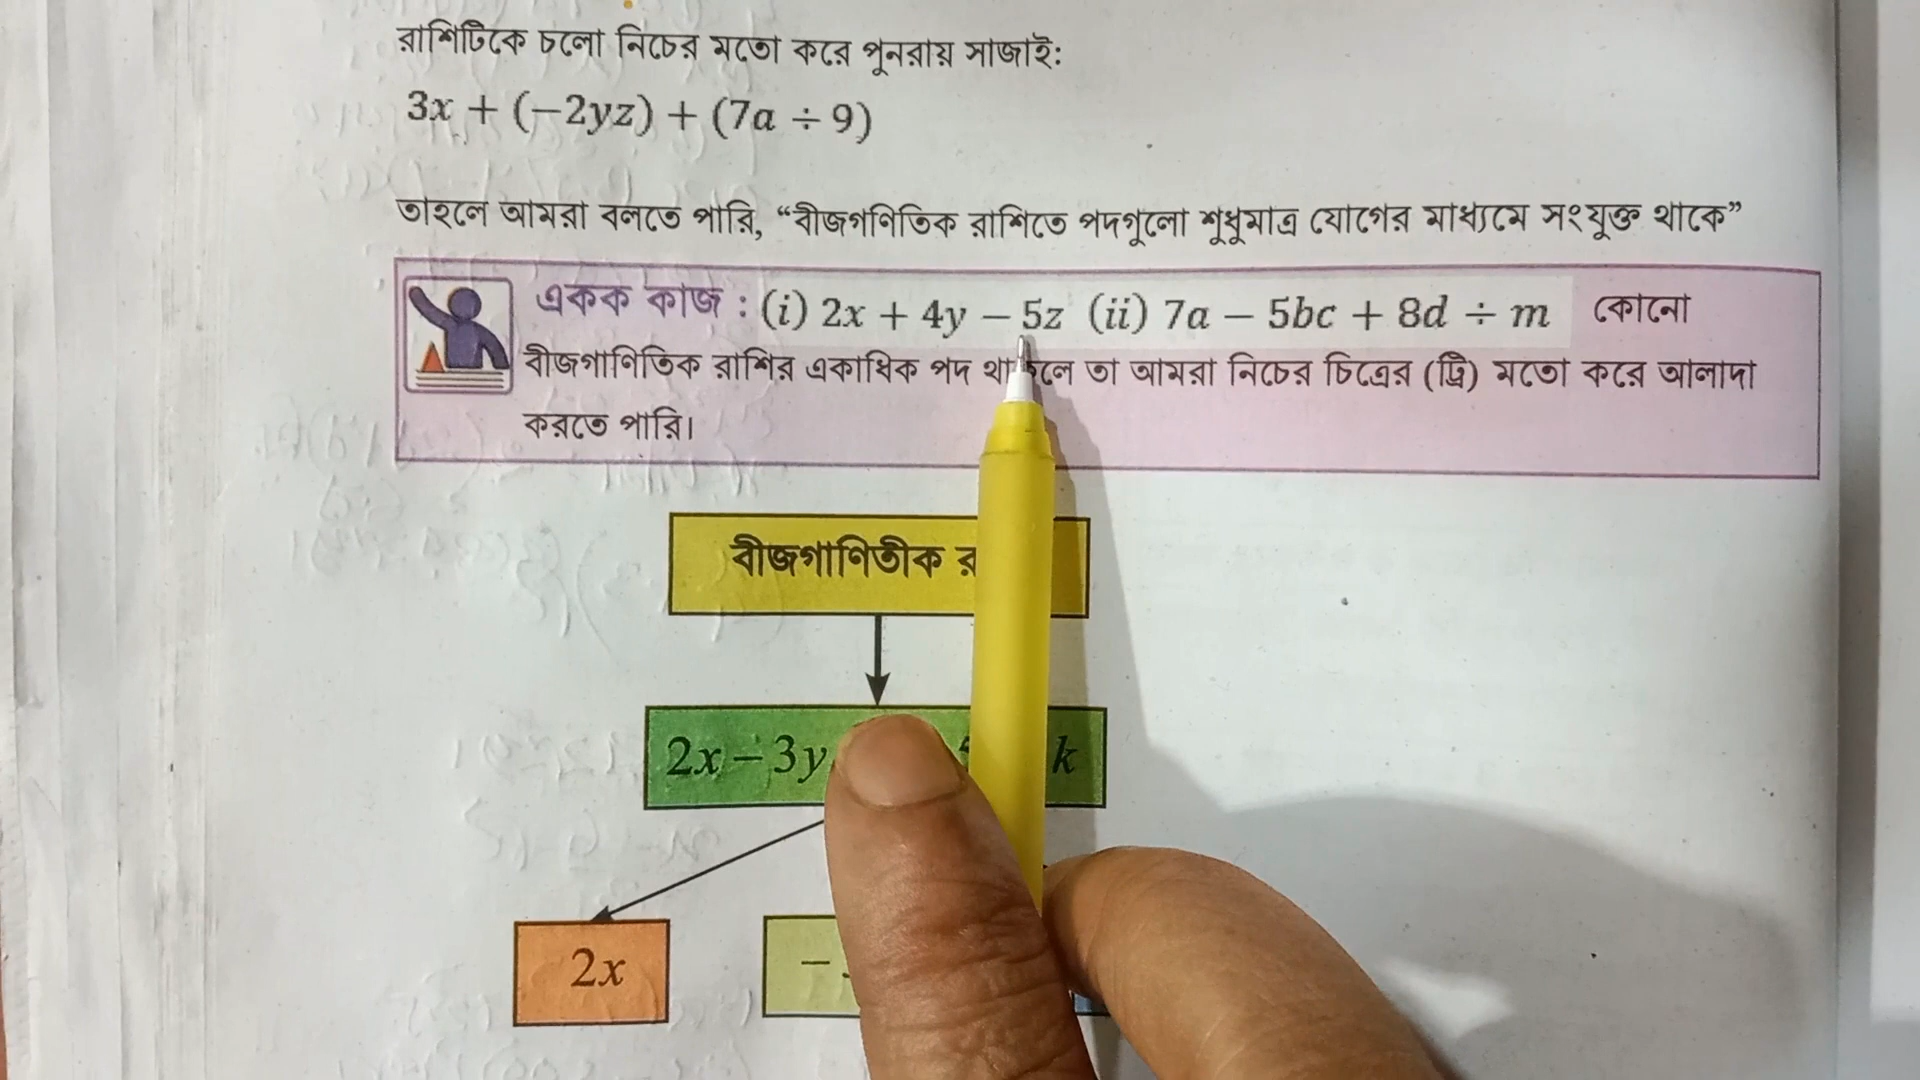 রাশিটিকে চলো নিচের মতো করে পুনরায় সাজাই:
3x + (−2yz) + (7a ÷ 9)
তাহলে আমরা বলতে পারি, “বীজগণিতিক রাশিতে পদগুলো শুধুমাত্র যোগের মাধ্যমে সংযুক্ত থাকে”
একক কাজ : (i) 2x + 4y − 5z (ii) 7a − 5bc + 8d ÷ m কোনো
বীজগাণিতিক রাশির একাধিক পদ থাকলে তা আমরা নিচের চিত্রের (ট্রি) মতো করে আলাদা
করতে পারি।
বীজগাণিতীক
2x − 3y k
2x −